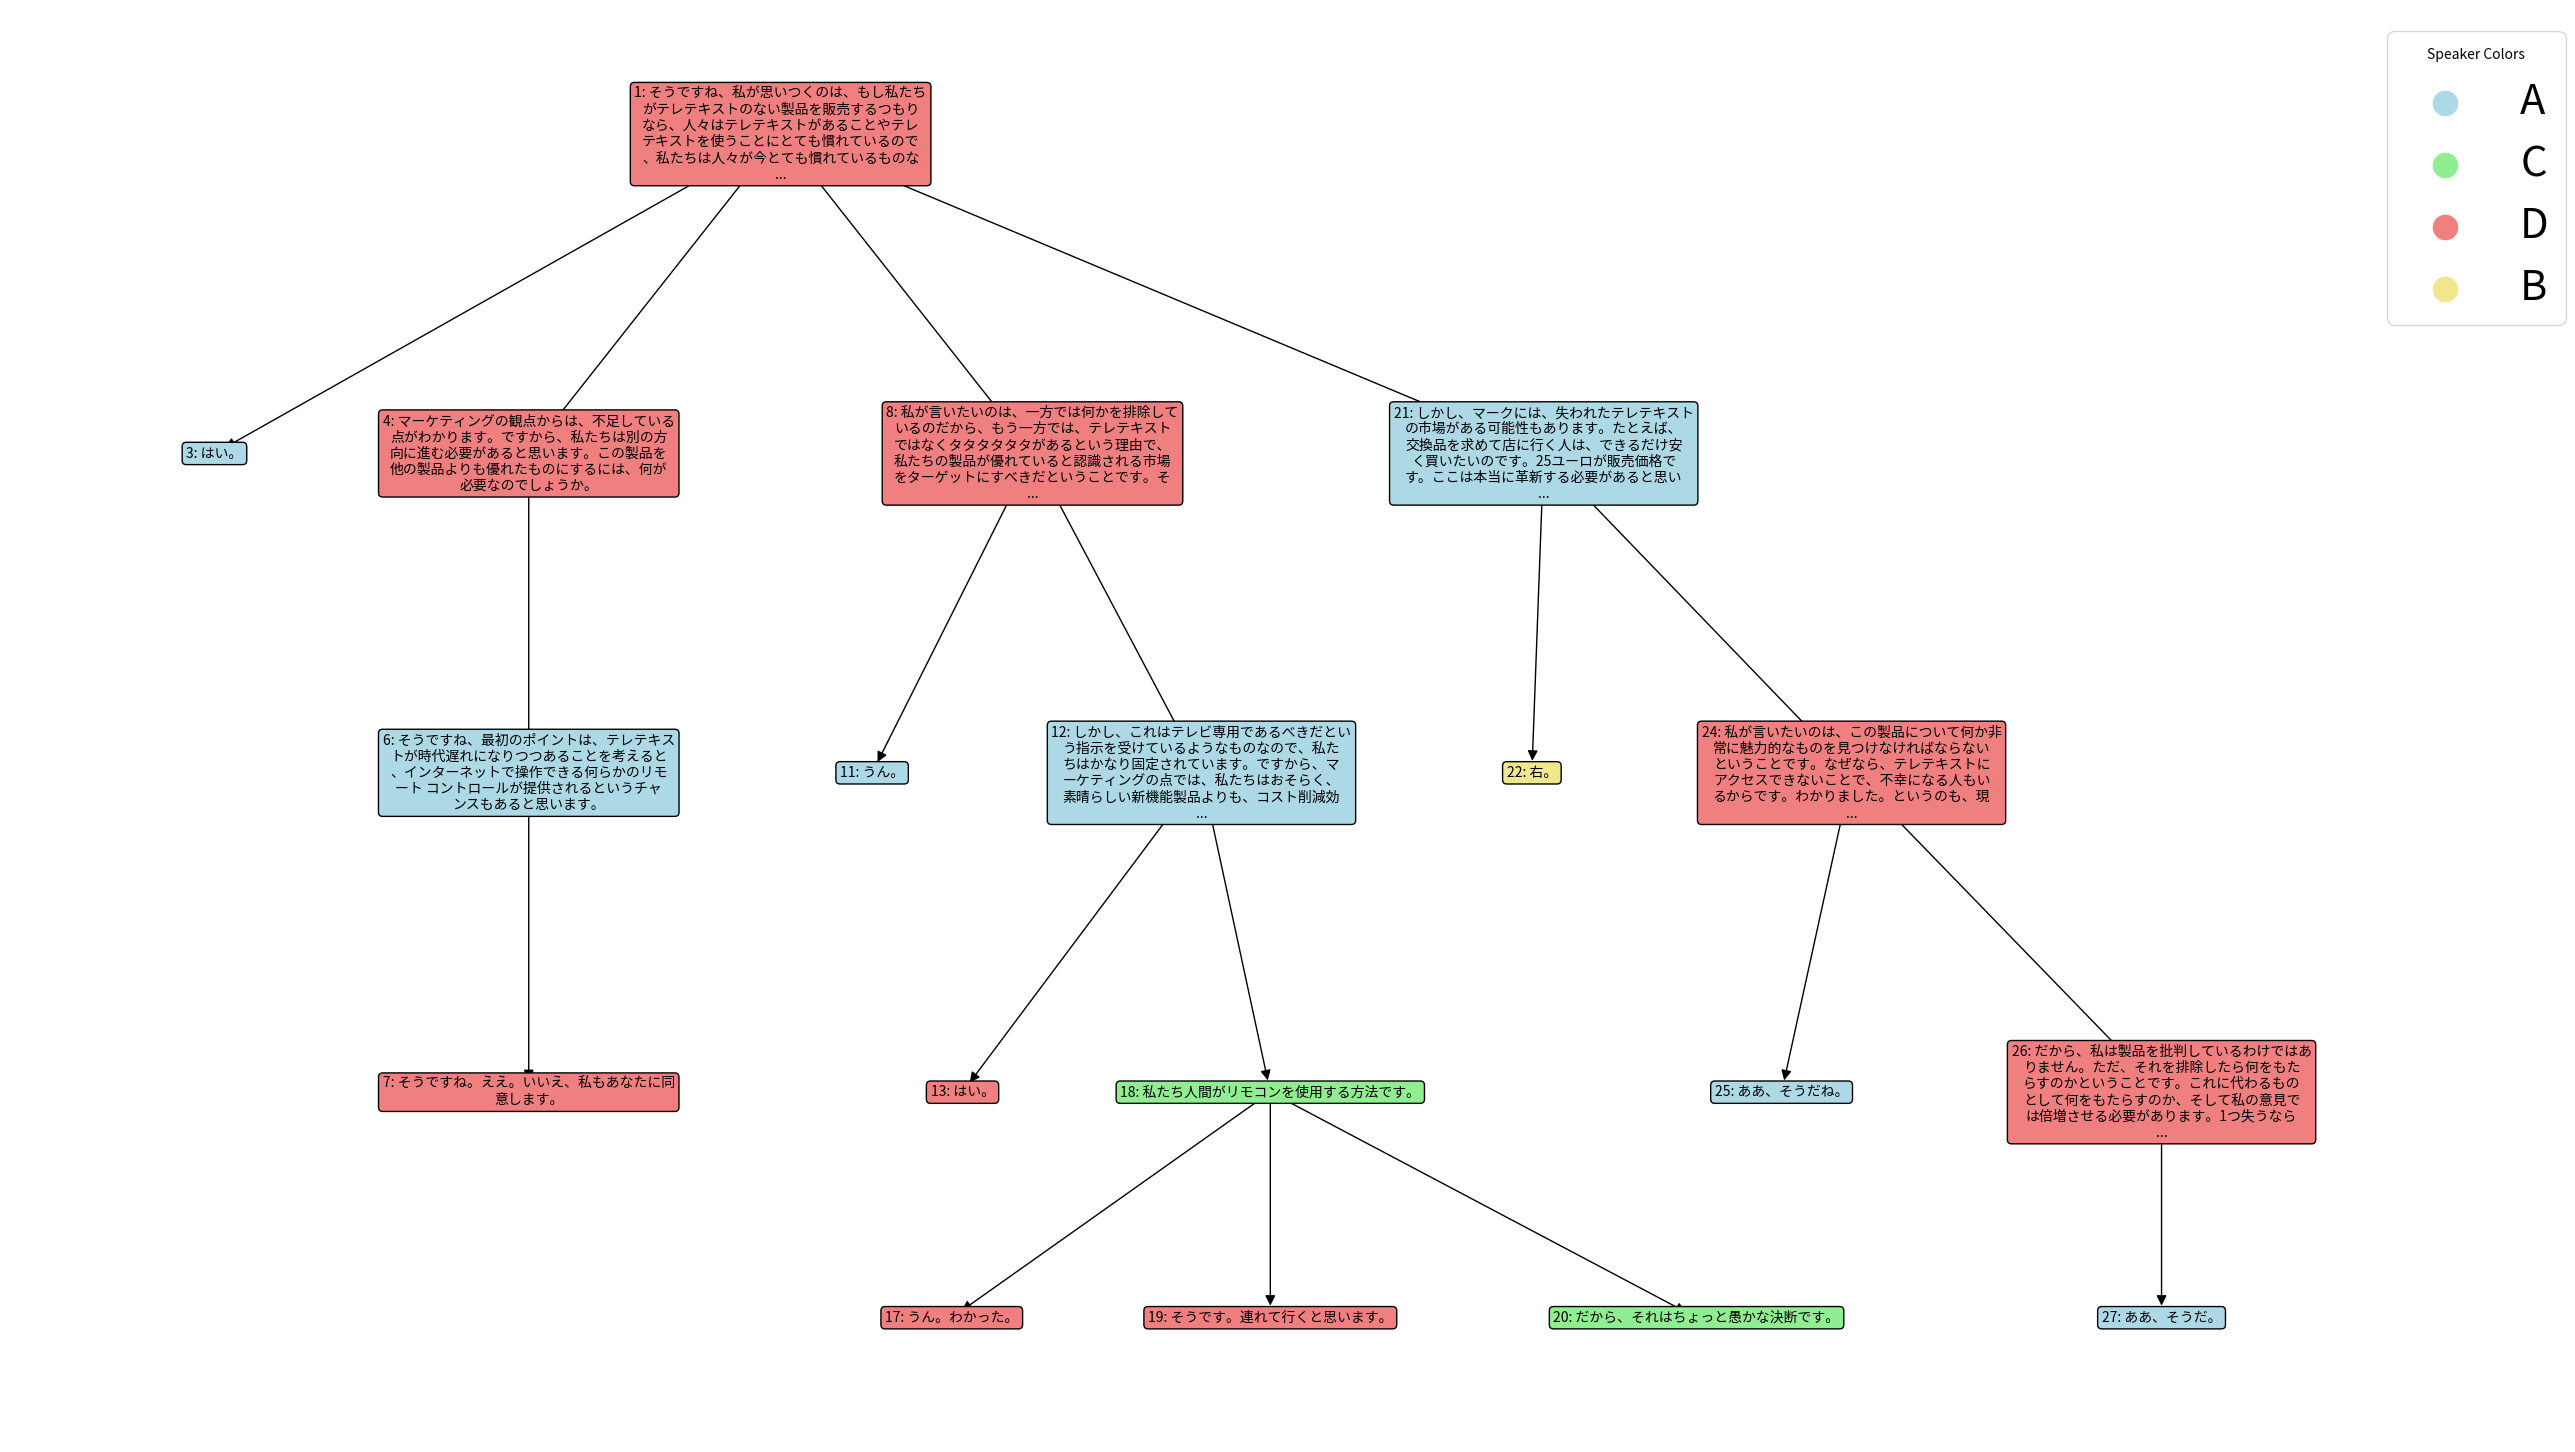 Speaker Colors
A
C
D
B
1: そうですね、私が思いつくのは、もし私たち
がテレテキストのない製品を販売するつもり
なら、人々はテレテキストがあることやテレ
テキストを使うことにとても慣れているので
、私たちは人々が今とても慣れているものな
...
3: はい。
4: マーケティングの観点からは、不足している
点がわかります。ですから、私たちは別の方
向に進む必要があると思います。この製品を
他の製品よりも優れたものにするには、何が
必要なのでしょうか。
8: 私が言いたいのは、一方では何かを排除して
いるのだから、もう一方では、テレテキスト
ではなくタタタタタタがあるという理由で、
私たちの製品が優れていると認識される市場
をターゲットにすべきだということです。そ
...
21: しかし、マークには、失われたテレテキスト
の市場がある可能性もあります。たとえば、
交換品を求めて店に行く人は、できるだけ安
く買いたいのです。25ユーロが販売価格で
す。ここは本当に革新する必要があると思い
...
6: そうですね、最初のポイントは、テレテキス
トが時代遅れになりつつあることを考えると
、インターネットで操作できる何らかのリモ
ート コントロールが提供されるというチャ
ンスもあると思います。
11: うん。
12: しかし、これはテレビ専用であるべきだとい
う指示を受けているようなものなので、私た
ちはかなり固定されています。ですから、マ
ーケティングの点では、私たちはおそらく、
素晴らしい新機能製品よりも、コスト削減効
...
22: 右。
24: 私が言いたいのは、この製品について何か非
常に魅力的なものを見つけなければならない
ということです。なぜなら、テレテキストに
アクセスできないことで、不幸になる人もい
るからです。わかりました。というのも、現
...
7: そうですね。ええ。いいえ、私もあなたに同
意します。
13: はい。
18: 私たち人間がリモコンを使用する方法です。
25: ああ、そうだね。
26: だから、私は製品を批判しているわけではあ
りません。ただ、それを排除したら何をもた
らすのかということです。これに代わるもの
として何をもたらすのか、そして私の意見で
は倍増させる必要があります。1つ失うなら
...
17: うん。わかった。
19: そうです。連れて行くと思います。
20: だから、それはちょっと愚かな決断です。
27: ああ、そうだ。